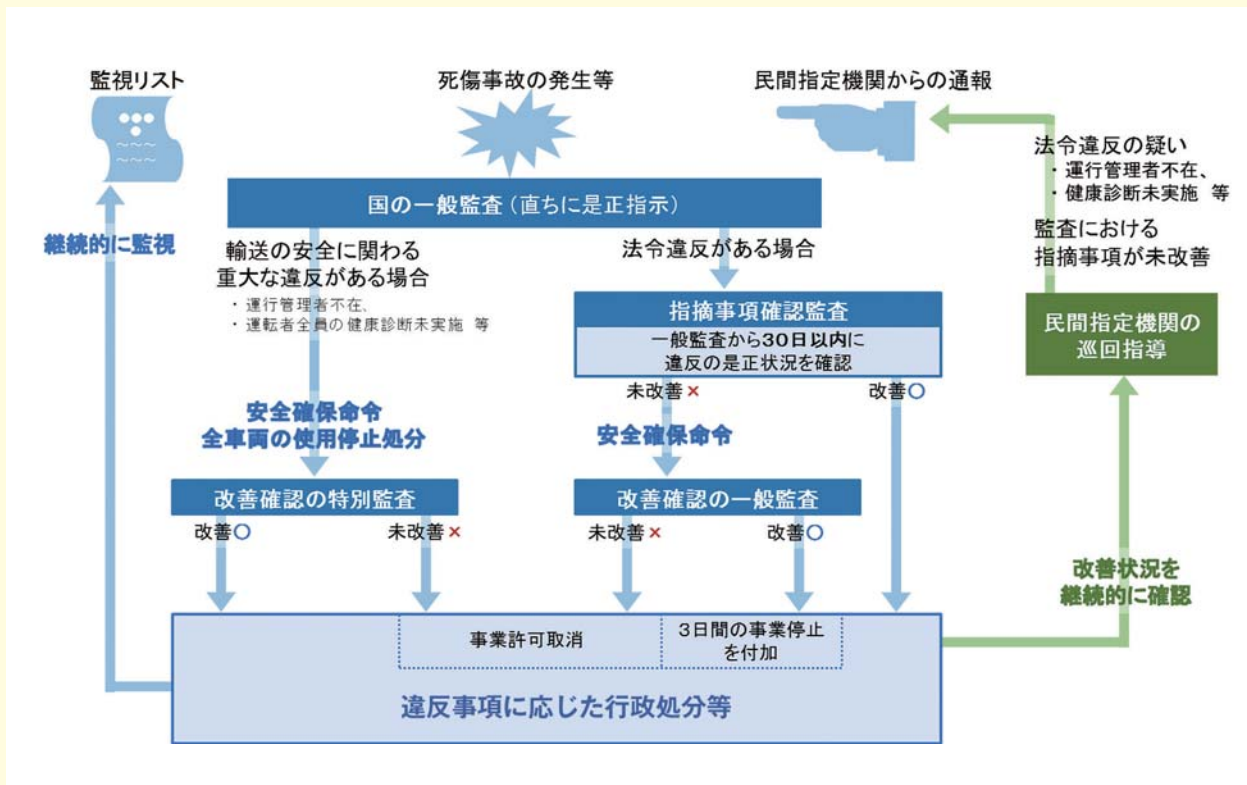 監視リスト
死傷事故の発生等
民間指定機関からの通報
法令違反の疑い
・運行管理者不在、
・健康診断未実施 等
監査における
指摘事項が未改善
国の一般監査（直ちに是正指示）
継続的に監視
輸送の安全に関わる
重大な違反がある場合
・運行管理者不在、
・運転者全員の健康診断未実施 等
法令違反がある場合
指摘事項確認監査
一般監査から30日以内に
違反の是正状況を確認
民間指定機関の
巡回指導
未改善×
改善○
安全確保命令
全車両の使用停止処分
安全確保命令
改善確認の特別監査
改善確認の一般監査
改善○
未改善×
未改善×
改善○
改善状況を
継続的に確認
事業許可取消
3日間の事業停止
を付加
違反事項に応じた行政処分等